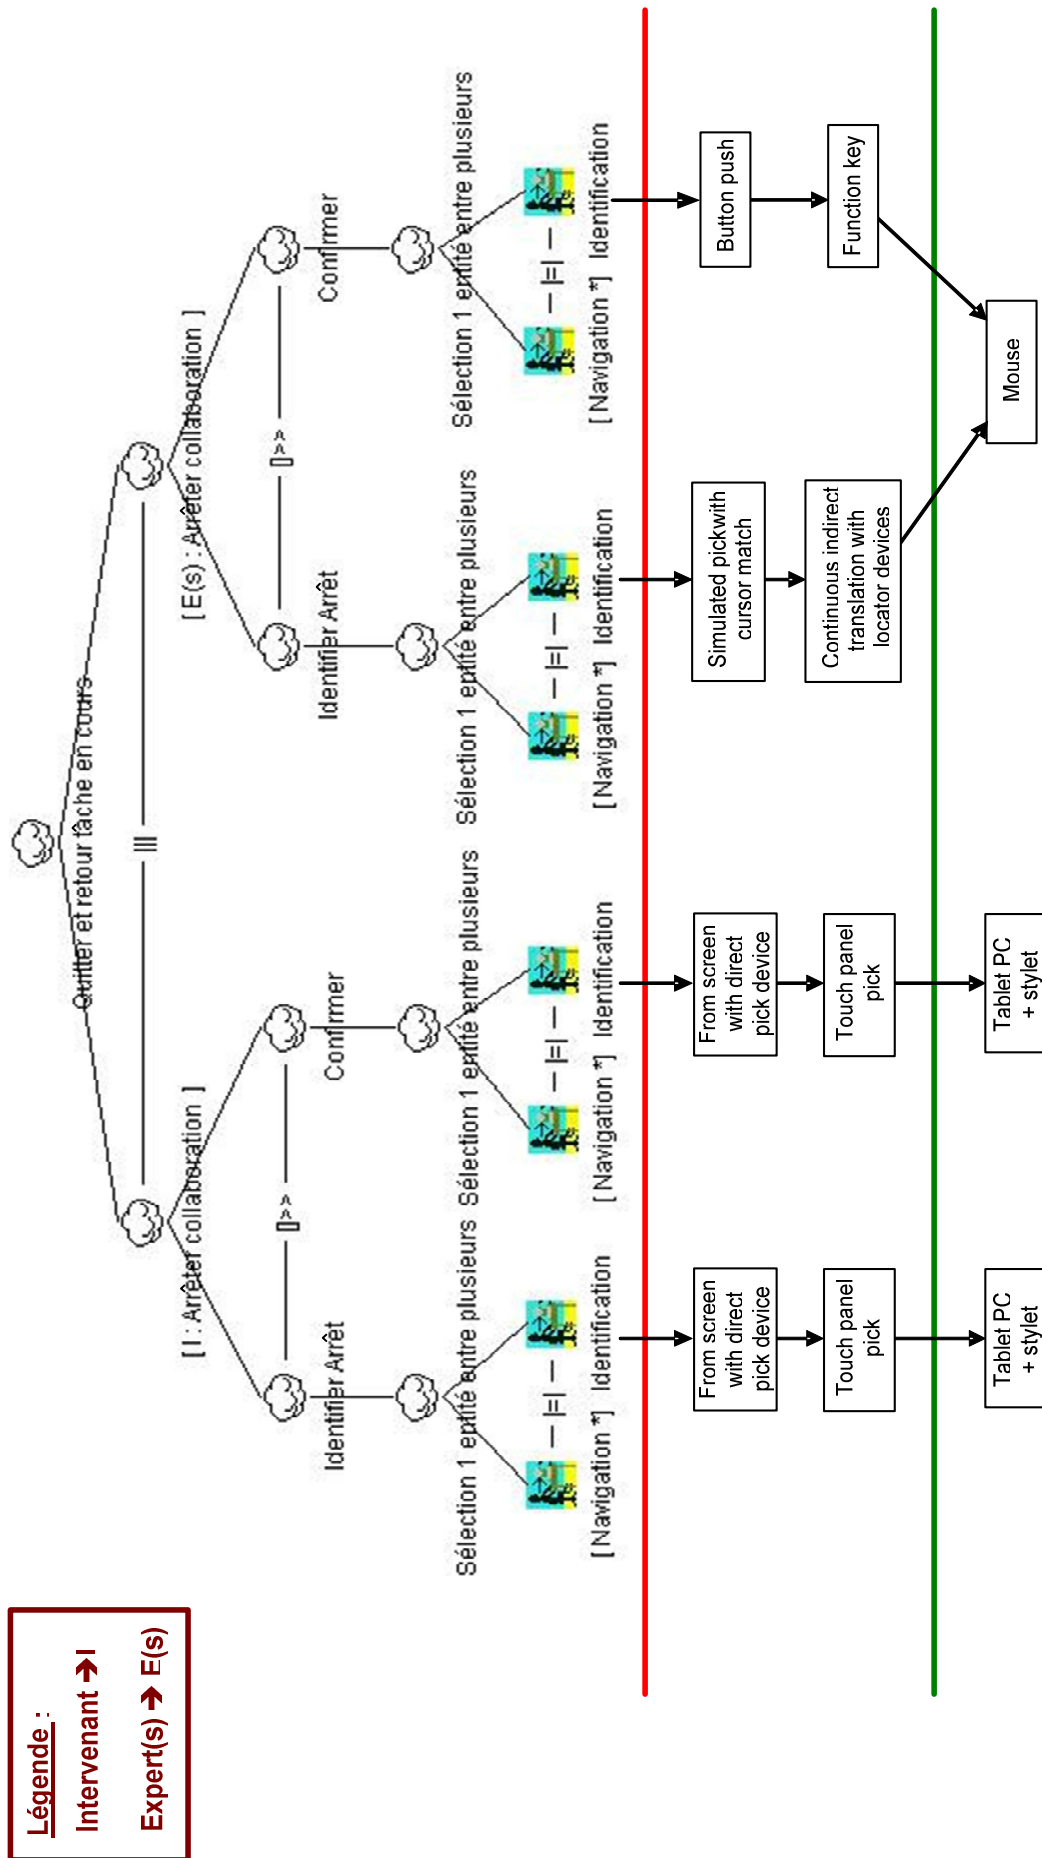 Légende :
Intervenant ➔I
Expert(s) ➔ E(s)
Quitter et retour tâche en cours
|||
[ I : Arrêter collaboration ]
[ E(s) : Arrêter collaboration ]
[]>>
[]>>
Identifier Arrêt
Confirmer
Identifier Arrêt
Confirmer
Sélection 1 entité entre plusieurs
Sélection 1 entité entre plusieurs
Sélection 1 entité entre plusieurs
Sélection 1 entité entre plusieurs
|=|
|=|
|=|
|=|
[ Navigation *]
Identification
[ Navigation *]
Identification
[ Navigation *]
Identification
[ Navigation *]
Identification
From screen
with direct
pick device
From screen
with direct
pick device
Simulated pickwith
cursor match
Button push
Touch panel
pick
Touch panel
pick
Continuous indirect
translation with
locator devices
Function key
Tablet PC
+ stylet
Tablet PC
+ stylet
Mouse